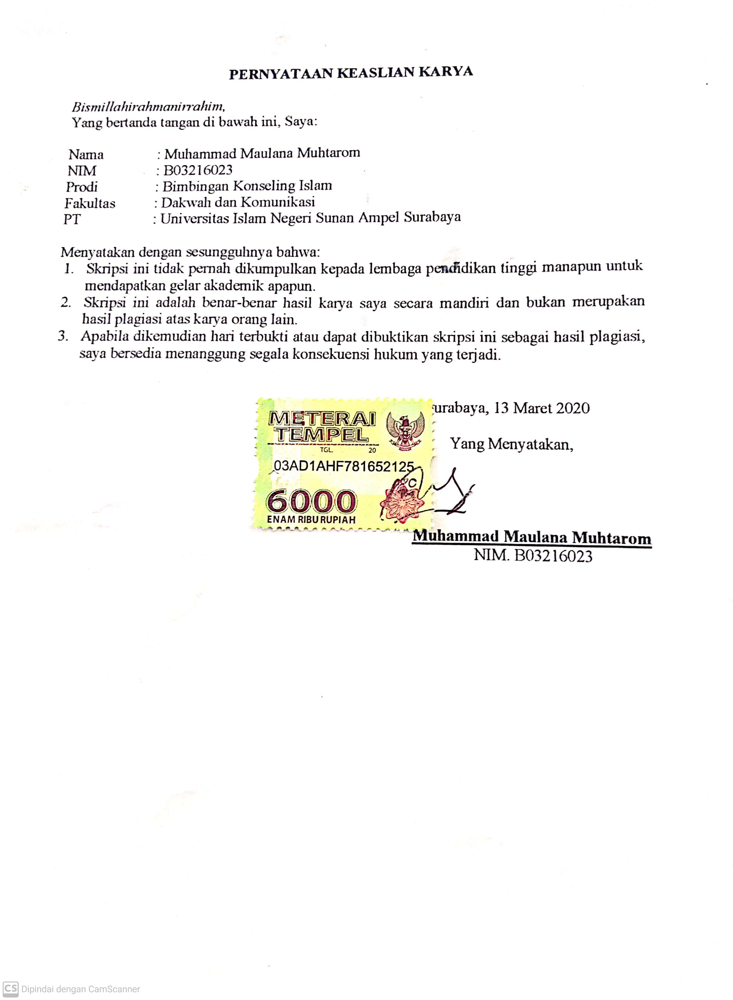 PERNYATAAN KEASLIAN KARYA
Bismillahirahmanirrahim,
Yang bertanda tangan di bawah ini, Saya:
Nama : Muhammad Maulana Muhtarom
NIM : B03216023
Prodi : Bimbingan Konseling Islam
Fakultas : Dakwah dan Komunikasi
PT : Universitas Islam Negeri Sunan Ampel Surabaya
Menyatakan dengan sesungguhnya bahwa:
1. Skripsi ini tidak pernah dikumpulkan kepada lembaga pendidikan tinggi manapun untuk
mendapatkan gelar akademik apapun.
2. Skripsi ini adalah benar-benar hasil karya saya secara mandiri dan bukan merupakan
hasil plagiasi atas karya orang lain.
3. Apabila dikemudian hari terbukti atau dapat dibuktikan skripsi ini sebagai hasil plagiasi,
saya bersedia menanggung segala konsekuensi hukum yang terjadi.
urabaya, 13 Maret 2020
Yang Menyatakan,
METERAI
TEMPEL
TGL. 20
03AD1AHF781652125
6000
ENAM RIBU RUPIAH
Muhammad Maulana Muhtarom
NIM. B03216023
CS Dipindai dengan CamScanner